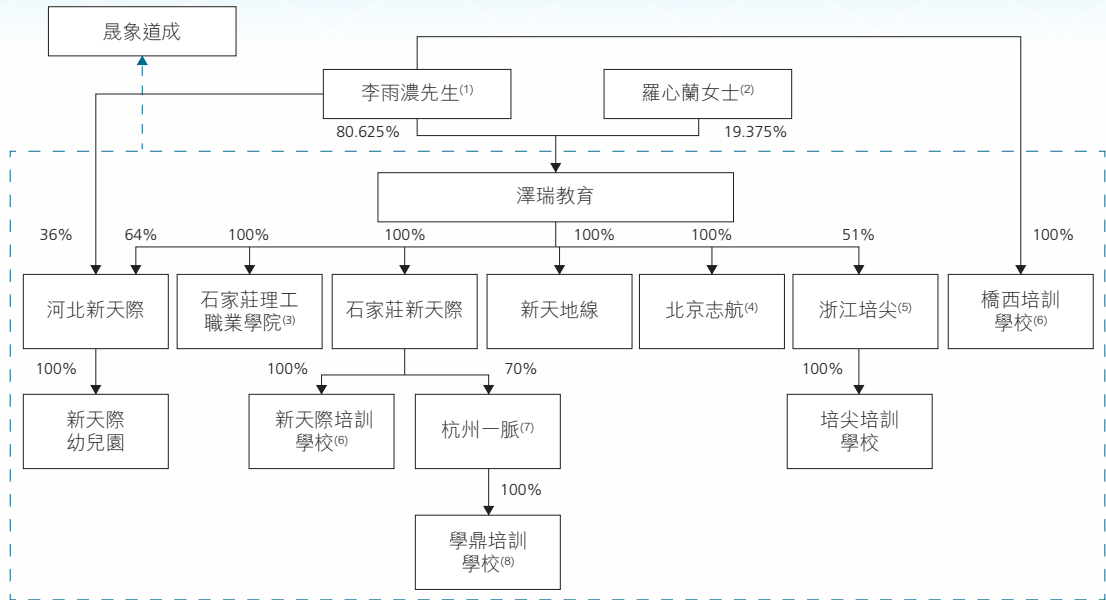 晟象道成
李雨濃先生(1)
羅心蘭女士(2)
80.625%
19.375%
澤瑞教育
36%
64%
100%
100%
100%
100%
51%
100%
河北新天際
石家莊理工
職業學院(3)
石家莊新天際
新天地線
北京志航(4)
浙江培尖(5)
橋西培訓
學校(6)
100%
100%
70%
100%
新天際
幼兒園
新天際培訓
學校(6)
杭州一脈(7)
培尖培訓
學校
100%
學鼎培訓
學校(8)